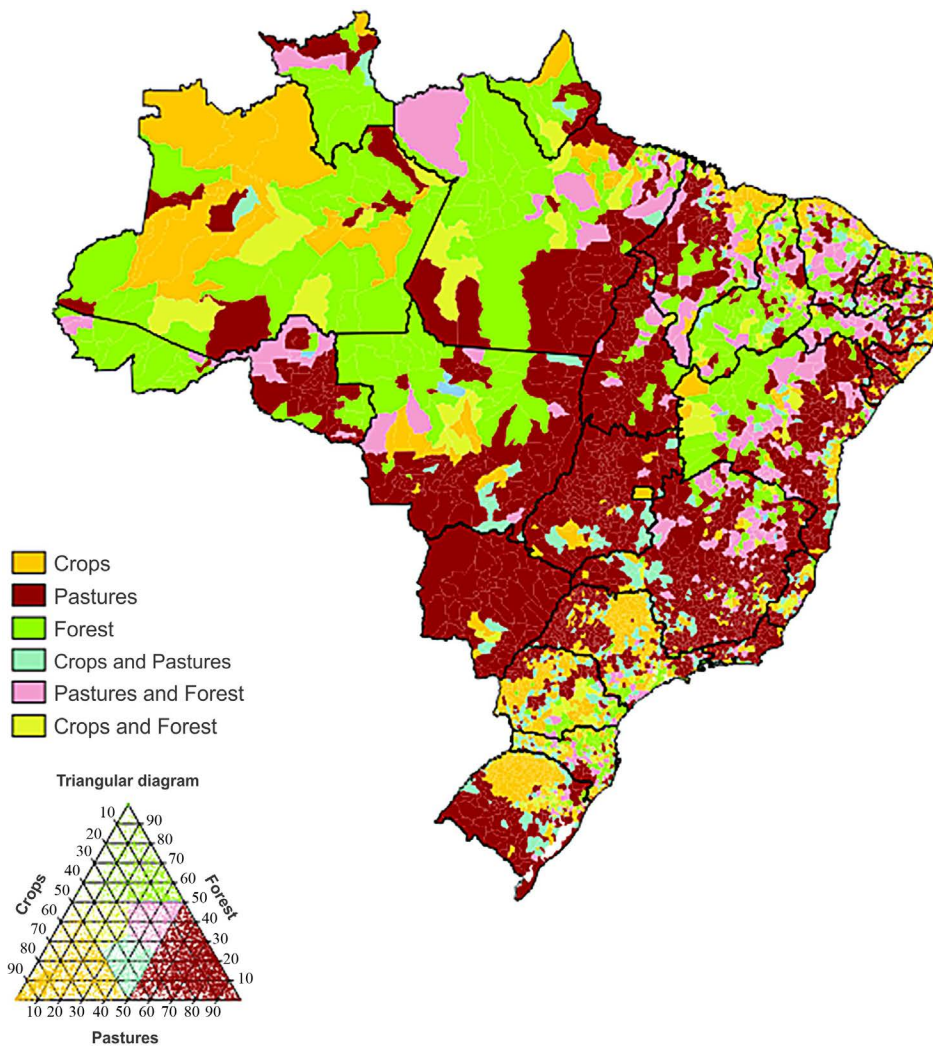 Crops
Pastures
Forest
Crops and Pastures
Pastures and Forest
Crops and Forest
Triangular diagram
10 90
20 80
30 70
40 60
50 50
60 40
70 30
80 20
90 10
Crops
Forest
10 20 30 40 50 60 70 80 90
Pastures